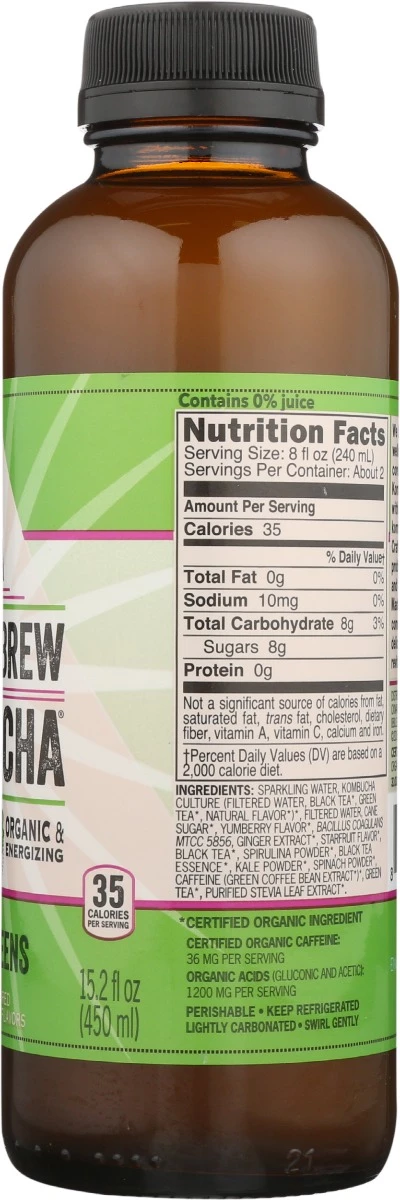 Contains 0% juice
Nutrition Facts
Serving Size: 8 fl oz (240 mL)
Servings Per Container: About 2
Amount Per Serving
Calories 35
% Daily Value†
Total Fat 0g 0%
Sodium 10mg 0%
Total Carbohydrate 8g 3%
Sugars 8g
Protein 0g
Not a significant source of calories from fat,
saturated fat, trans fat, cholesterol, dietary
fiber, vitamin A, vitamin C, calcium and iron.
†Percent Daily Values (DV) are based on a
2,000 calorie diet.
INGREDIENTS: SPARKLING WATER, KOMBUCHA
CULTURE (FILTERED WATER, BLACK TEA*, GREEN
TEA*, NATURAL FLAVOR*)*, FILTERED WATER, CANE
SUGAR*, YUMBERRY FLAVOR*, BACILLUS COAGULANS
MTCC 5856, GINGER EXTRACT*, STARFRUIT FLAVOR*,
BLACK TEA*, SPIRULINA POWDER*, BLACK TEA
ESSENCE*, KALE POWDER*, SPINACH POWDER*,
CAFFEINE (GREEN COFFEE BEAN EXTRACT*)*, GREEN
TEA*, PURIFIED STEVIA LEAF EXTRACT*.
*CERTIFIED ORGANIC INGREDIENT
CERTIFIED ORGANIC CAFFEINE:
36 MG PER SERVING
ORGANIC ACIDS (GLUCONIC AND ACETIC):
1200 MG PER SERVING
PERISHABLE • KEEP REFRIGERATED
LIGHTLY CARBONATED • SWIRL GENTLY
BREW
CHA®
, ORGANIC &
ENERGIZING
35
CALORIES
PER SERVING
ENS
15.2 fl oz
(450 ml)
RED
FLAVORS
We
21